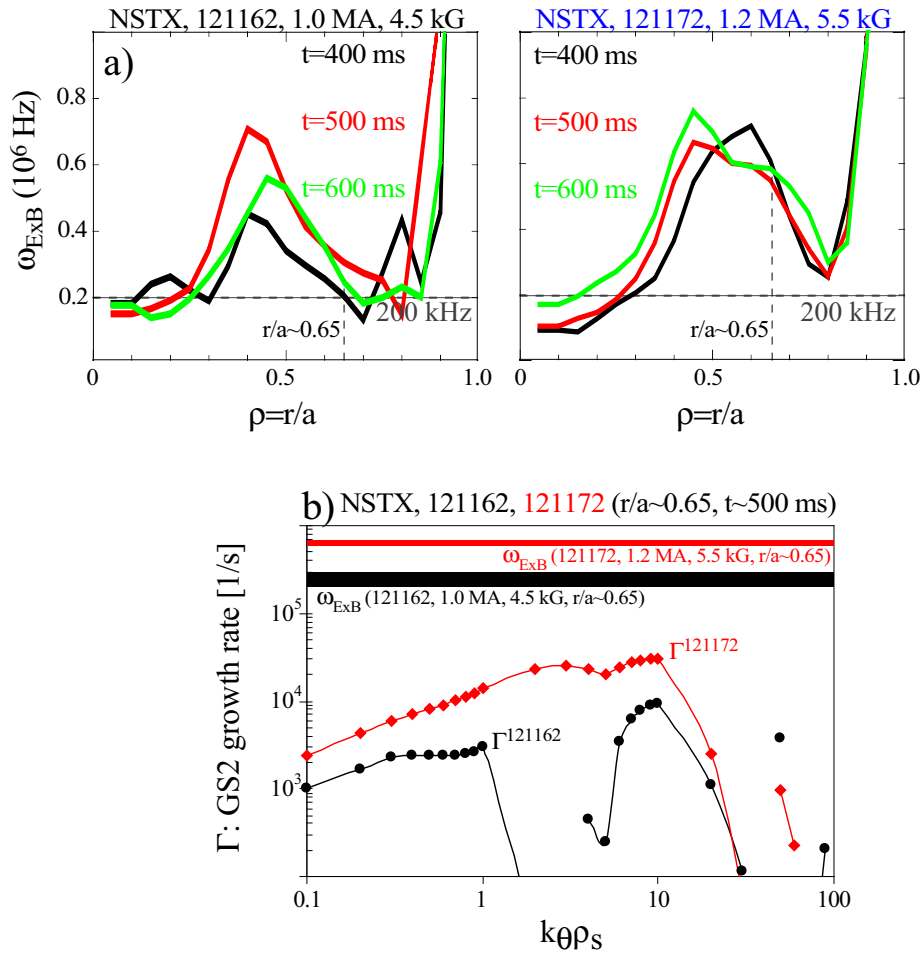 NSTX, 121162, 1.0 MA, 4.5 kG
NSTX, 121172, 1.2 MA, 5.5 kG
a)
t=400 ms
t=500 ms
t=600 ms
t=400 ms
t=500 ms
t=600 ms
ω_ExB (10⁶ Hz)
0.8
0.6
0.4
0.2
200 kHz
r/a~0.65
200 kHz
r/a~0.65
0
0.5
1.0
0
0.5
1.0
ρ=r/a
ρ=r/a
b) NSTX, 121162, 121172 (r/a~0.65, t~500 ms)
ω_ExB (121172, 1.2 MA, 5.5 kG, r/a~0.65)
ω_ExB (121162, 1.0 MA, 4.5 kG, r/a~0.65)
Γ: GS2 growth rate [1/s]
10⁵
10⁴
10³
Γ¹²¹¹⁷²
Γ¹²¹¹⁶²
0.1
1
10
100
kθρs